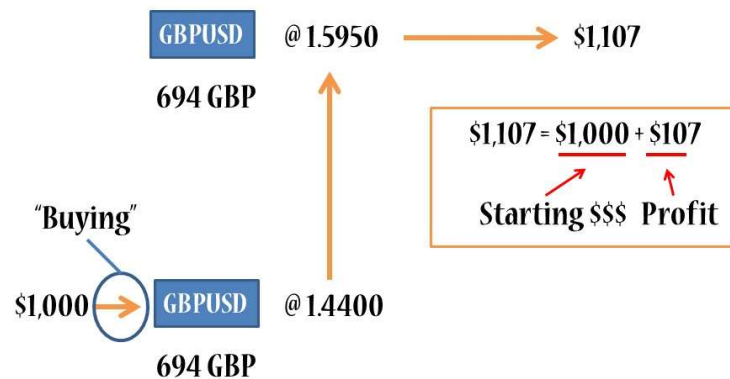 GBPUSD @ 1.5950 $1,107
694 GBP
$1,107 = $1,000 + $107
Starting $$$ Profit
"Buying"
$1,000 GBPUSD @ 1.4400
694 GBP